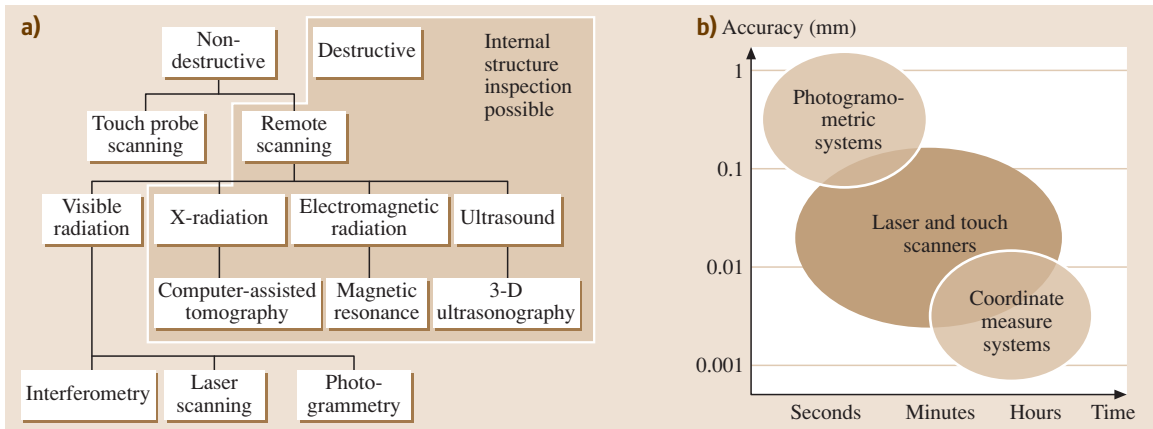 a)
Non-
destructive
Destructive
Internal
structure
inspection
possible
Touch probe
scanning
Remote
scanning
Visible
radiation
X-radiation
Electromagnetic
radiation
Ultrasound
Computer-assisted
tomography
Magnetic
resonance
3-D
ultrasonography
Interferometry
Laser
scanning
Photo-
grammetry
b) Accuracy (mm)
1
0.1
0.01
0.001
Photogramo-
metric
systems
Laser and touch
scanners
Coordinate
measure
systems
Seconds Minutes Hours Time